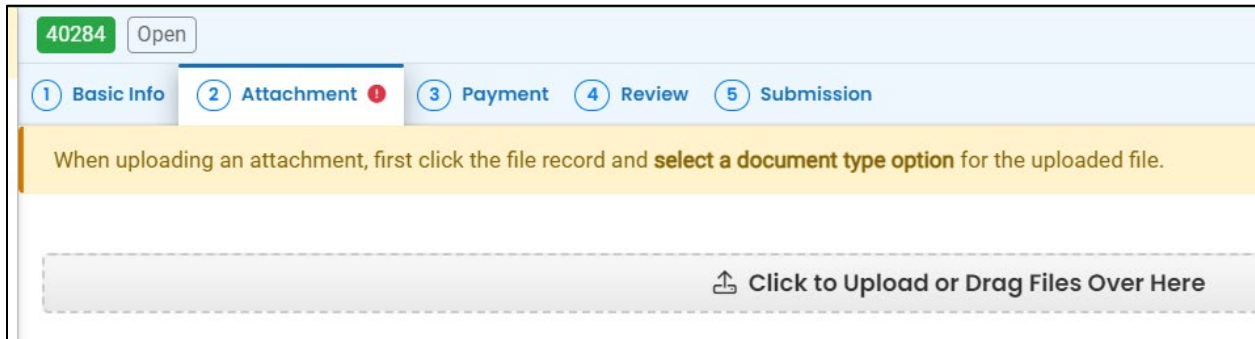 40284 Open
1 Basic Info 2 Attachment ! 3 Payment 4 Review 5 Submission
When uploading an attachment, first click the file record and select a document type option for the uploaded file.
Click to Upload or Drag Files Over Here